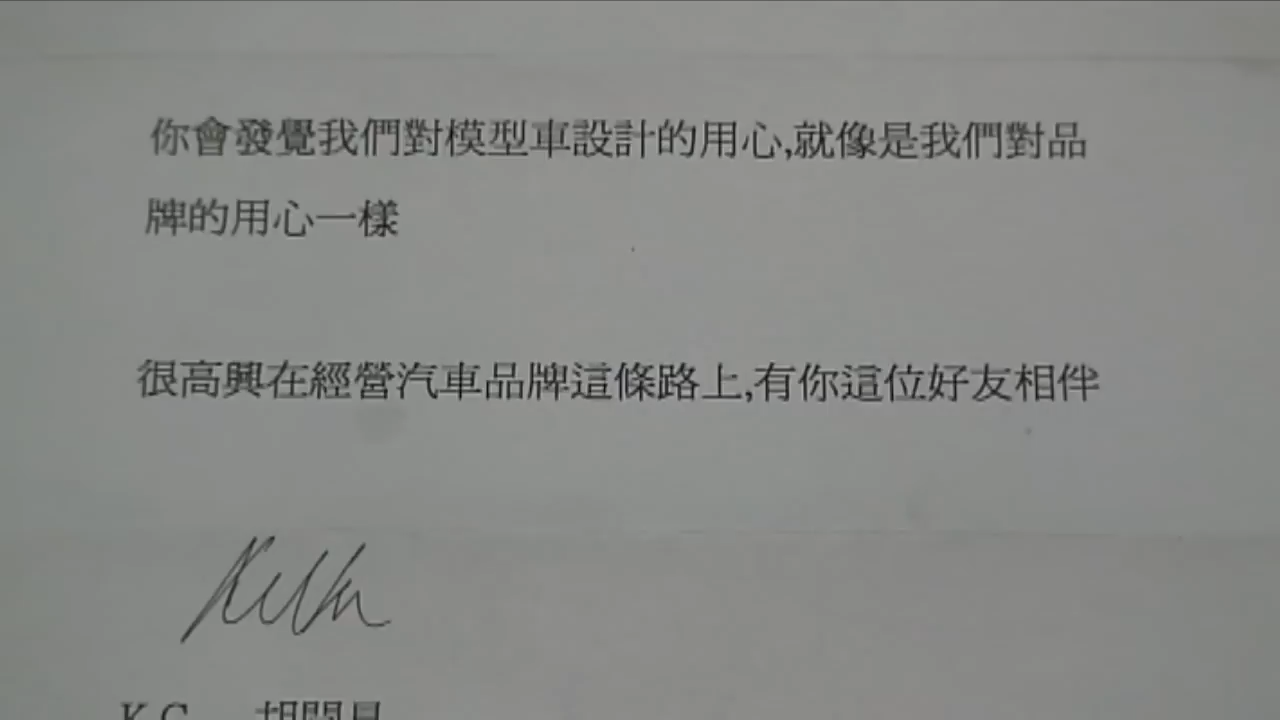 你會發覺我們對模型車設計的用心,就像是我們對品
牌的用心一樣
很高興在經營汽車品牌這條路上,有你這位好友相伴